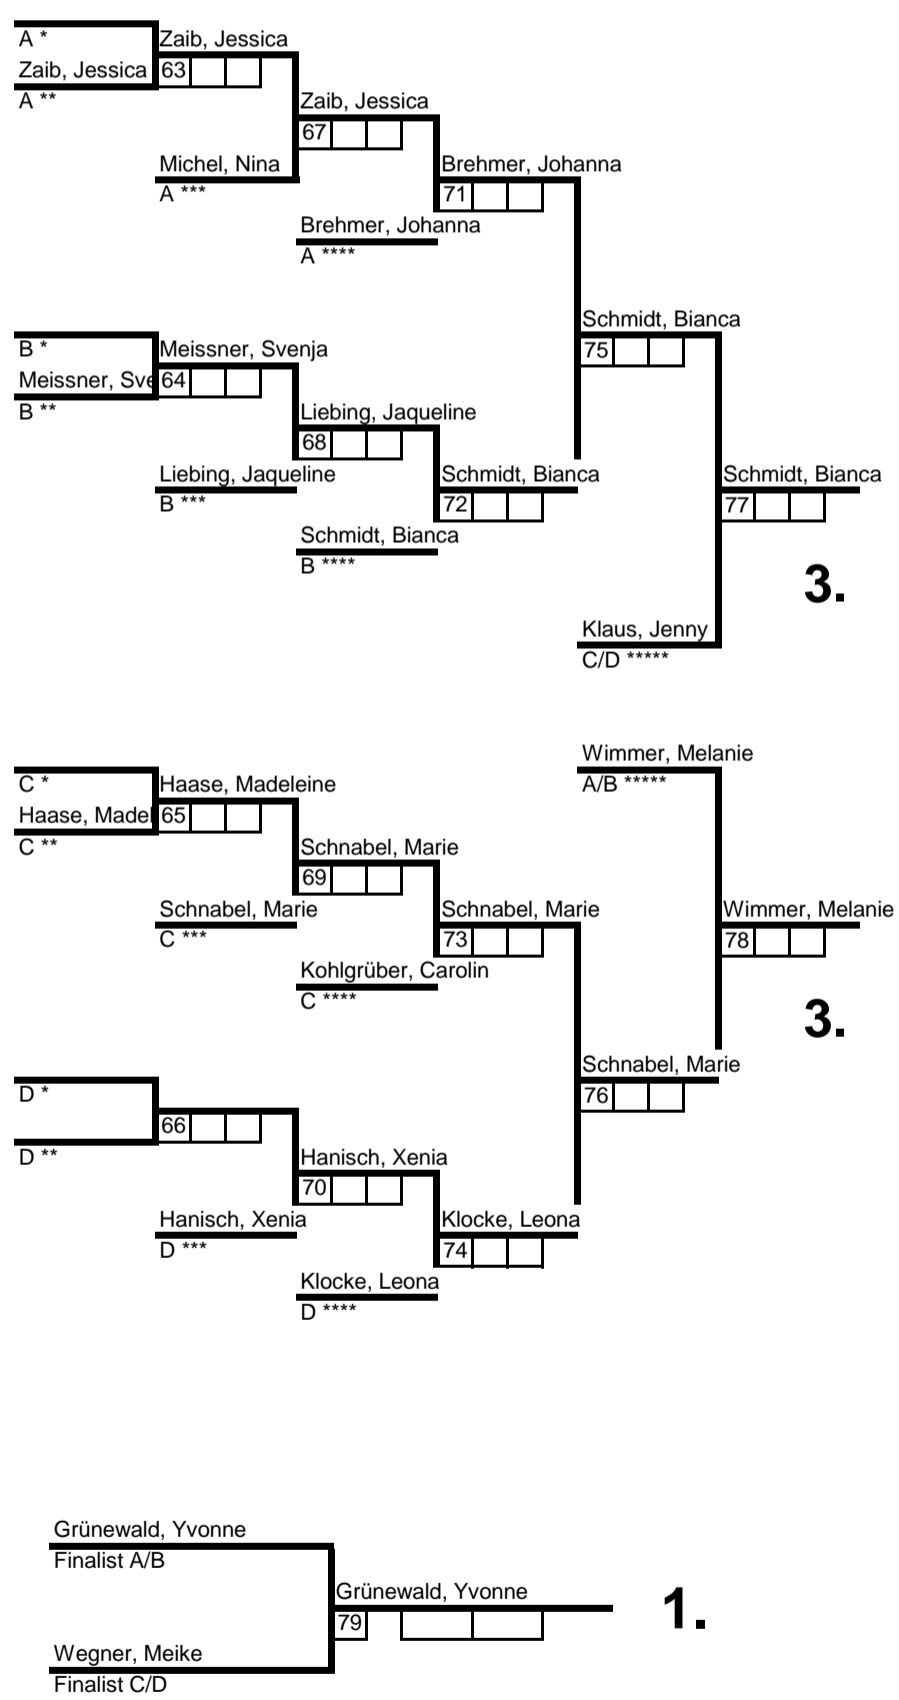 A *
Zaib, Jessica
Zaib, Jessica
63
A **
Zaib, Jessica
67
Michel, Nina
A ***
Brehmer, Johanna
71
Brehmer, Johanna
A ****
Schmidt, Bianca
75
B *
Meissner, Svenja
Meissner, Sve
64
B **
Liebing, Jaqueline
68
Liebing, Jaqueline
B ***
Schmidt, Bianca
72
Schmidt, Bianca
77
Schmidt, Bianca
B ****
3.
Klaus, Jenny
C/D *****
Wimmer, Melanie
A/B *****
C *
Haase, Madeleine
Haase, Madel
65
C **
Schnabel, Marie
69
Schnabel, Marie
C ***
Schnabel, Marie
73
Wimmer, Melanie
78
Kohlgrüber, Carolin
C ****
3.
Schnabel, Marie
76
D *
66
D **
Hanisch, Xenia
70
Hanisch, Xenia
D ***
Klocke, Leona
74
Klocke, Leona
D ****
Grünewald, Yvonne
Finalist A/B
Grünewald, Yvonne
79
1.
Wegner, Meike
Finalist C/D